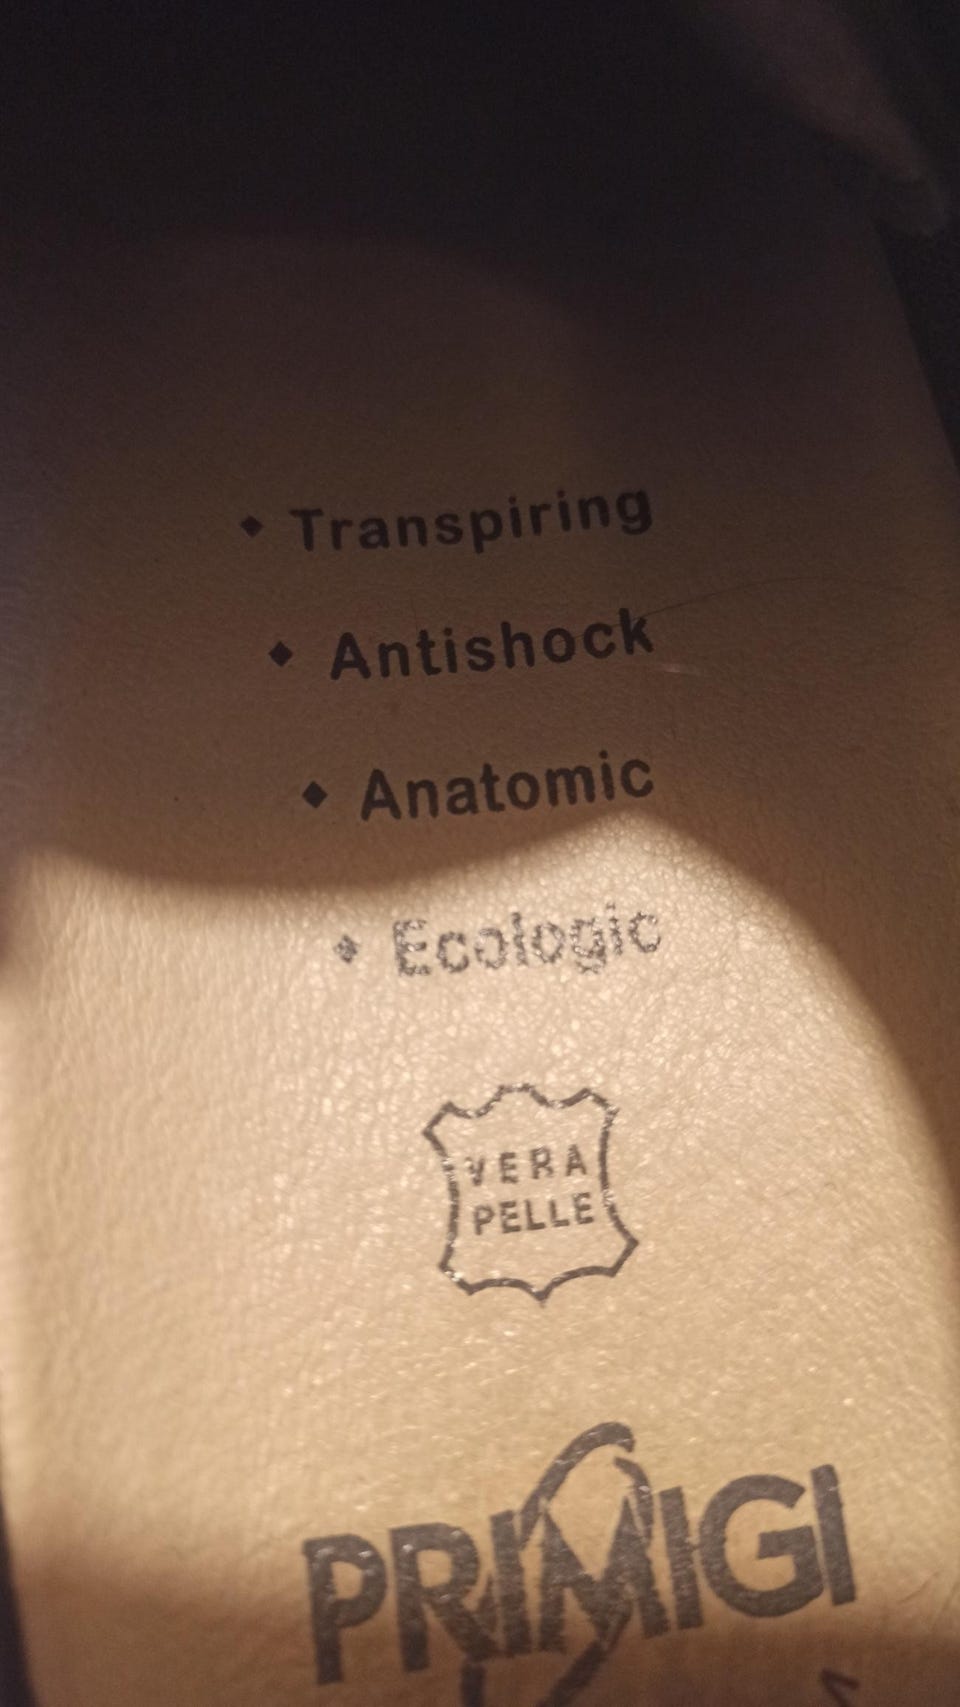 Transpiring
Antishock
Anatomic
Ecologic
VERA
PELLE
PRIMIGI